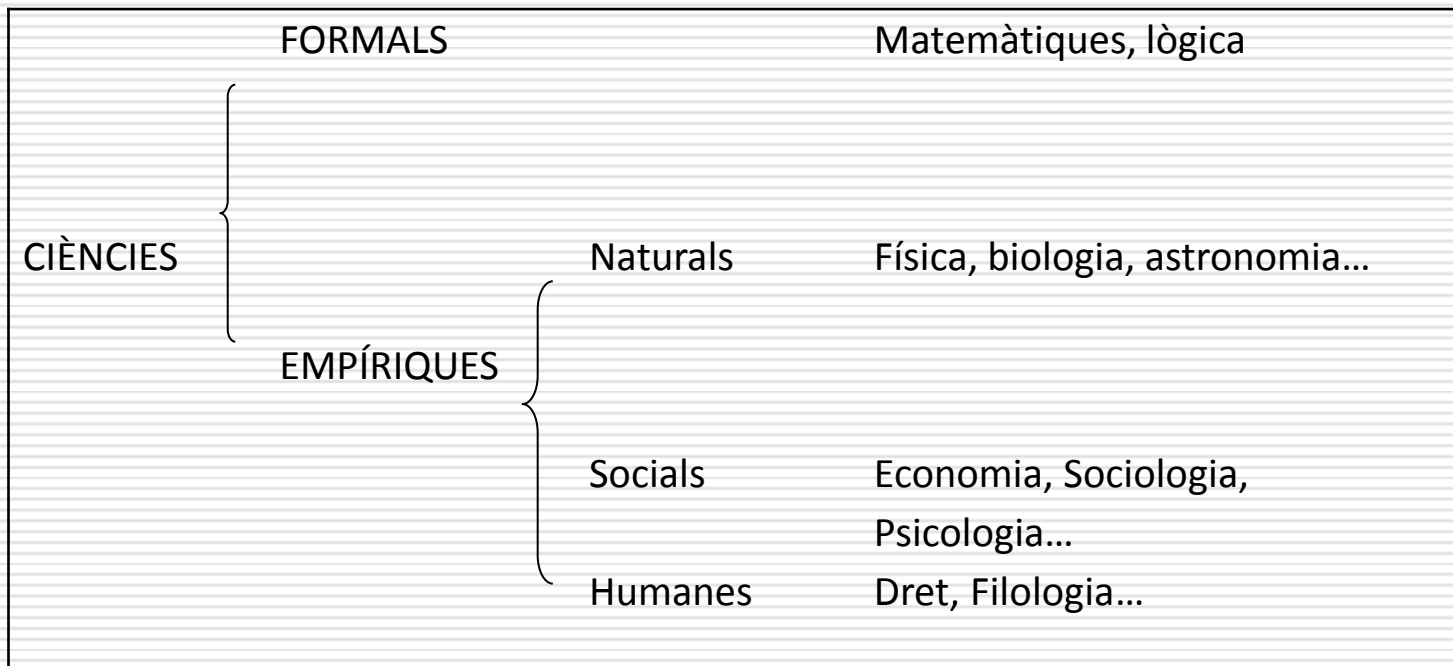 FORMALS Matemàtiques, lògica
CIÈNCIES Naturals Física, biologia, astronomia…
EMPÍRIQUES
Socials Economia, Sociologia,
Psicologia…
Humanes Dret, Filologia…